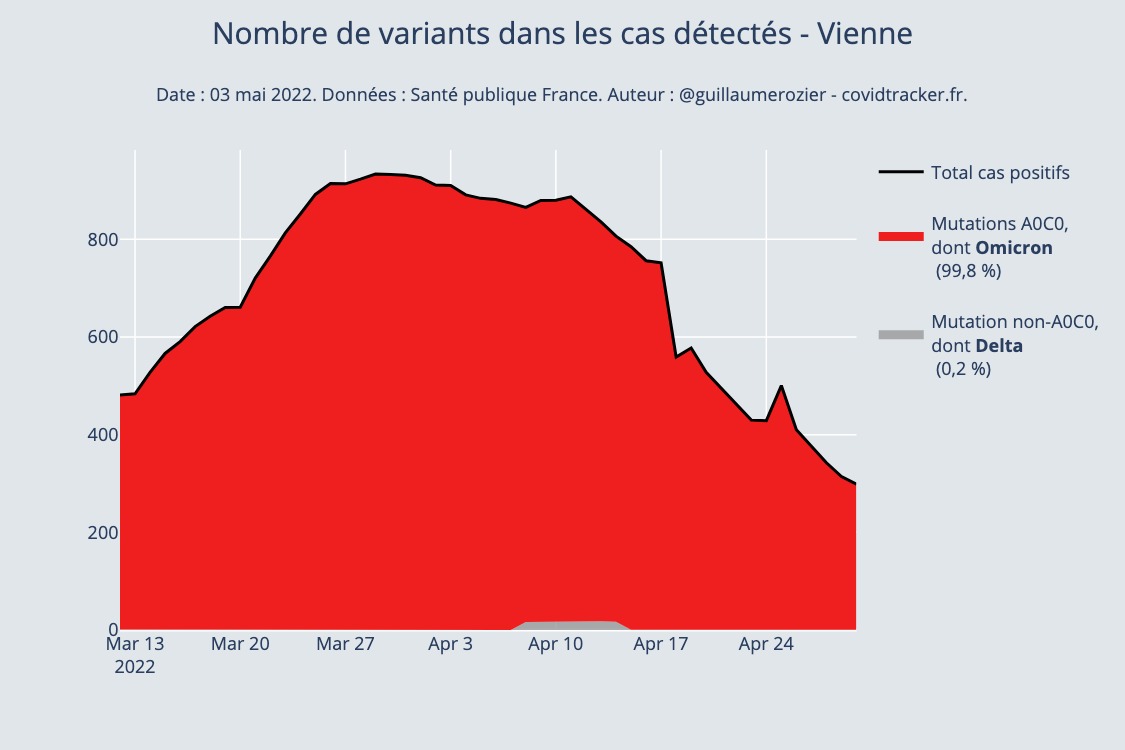 Nombre de variants dans les cas détectés - Vienne
Date : 03 mai 2022. Données : Santé publique France. Auteur : @guillaumerozier - covidtracker.fr.
Total cas positifs
Mutations A0C0,
dont Omicron
(99,8 %)
Mutation non-A0C0,
dont Delta
(0,2 %)
800
600
400
200
0
Mar 13 Mar 20 Mar 27 Apr 3 Apr 10 Apr 17 Apr 24
2022